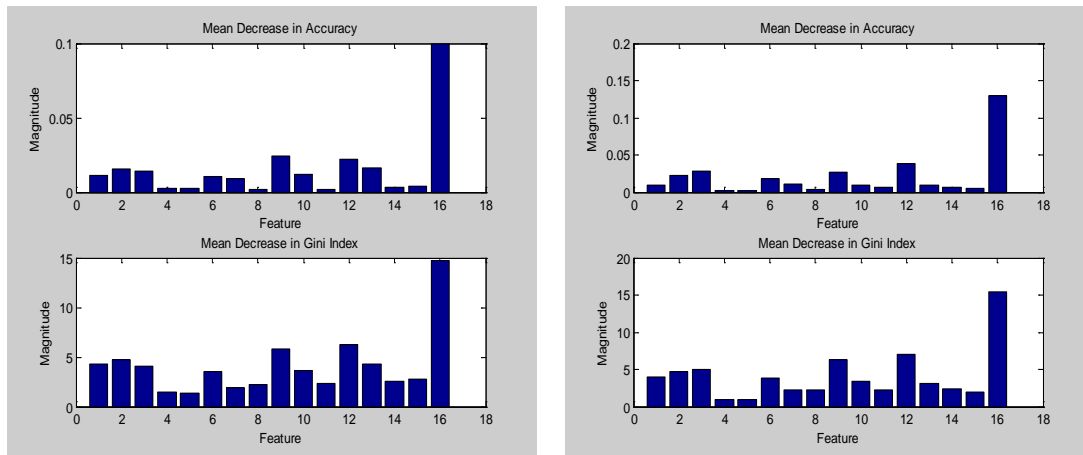 Mean Decrease in Accuracy
0.1
0.05
0
Magnitude
0 2 4 6 8 10 12 14 16 18
Feature
Mean Decrease in Gini Index
15
10
5
0
Magnitude
0 2 4 6 8 10 12 14 16 18
Feature
Mean Decrease in Accuracy
0.2
0.15
0.1
0.05
0
Magnitude
0 2 4 6 8 10 12 14 16 18
Feature
Mean Decrease in Gini Index
20
15
10
5
0
Magnitude
0 2 4 6 8 10 12 14 16 18
Feature